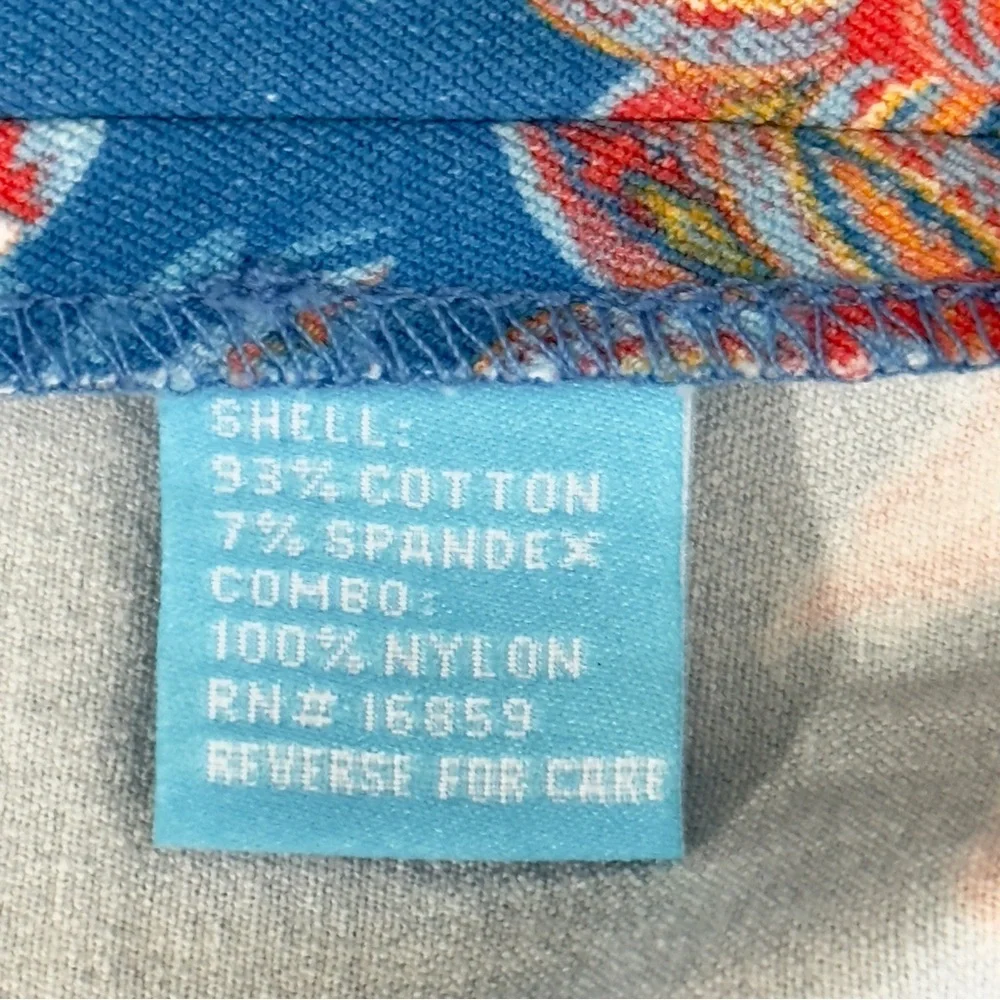 SHELL:
93% COTTON
7% SPANDEX
COMBO:
100% NYLON
RN# 16859
REVERSE FOR CARE